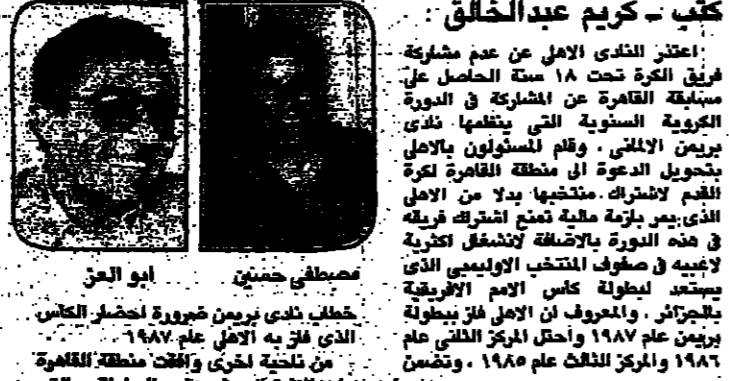 كتب ــ كريم عبدالخالق :
اعتذر النادى الاهلى عن عدم مشاركة
فريق الكرة تحت ١٨ سنة الحاصل على
مسابقة القاهرة عن المشاركة فى الدورة
الكروية السنوية التى ينظمها نادى
بريمن الالمانى . وقام المسئولون بالاهلى
بتحويل الدعوة الى منطقة القاهرة لكرة
القدم لاشتراك منتخبها بدلا من الاهلى
الذى يمر بازمة مالية تمنع اشتراك فريقه
فى هذه الدورة بالاضافة لانشغال اكثرية
لاعبيه فى صفوف المنتخب الاوليمبى الذى
يستعد لبطولة كاس الامم الافريقية
بالجزائر . والمعروف ان الاهلى فاز ببطولة
بريمن عام ١٩٨٧ واحتل المركز الثانى عام
١٩٨٦ والمركز الثالث عام ١٩٨٥ . وتضمن
مصطفى حسنين
ابو العز
خطاب نادى بريمن ضرورة احضار الكاس
الذى فاز به الاهلى عام ١٩٨٧ .
من ناحية اخرى وافقت منطقة القاهرة